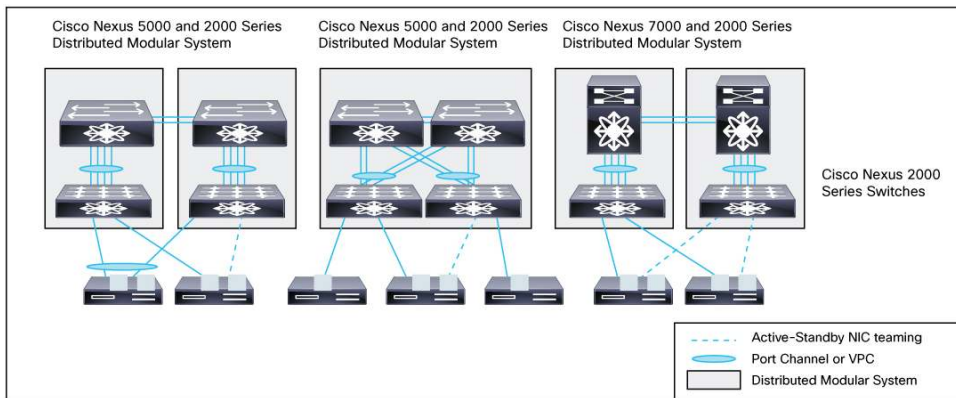 Cisco Nexus 5000 and 2000 Series
Distributed Modular System
Cisco Nexus 5000 and 2000 Series
Distributed Modular System
Cisco Nexus 7000 and 2000 Series
Distributed Modular System
Cisco Nexus 2000
Series Switches
Active-Standby NIC teaming
Port Channel or VPC
Distributed Modular System